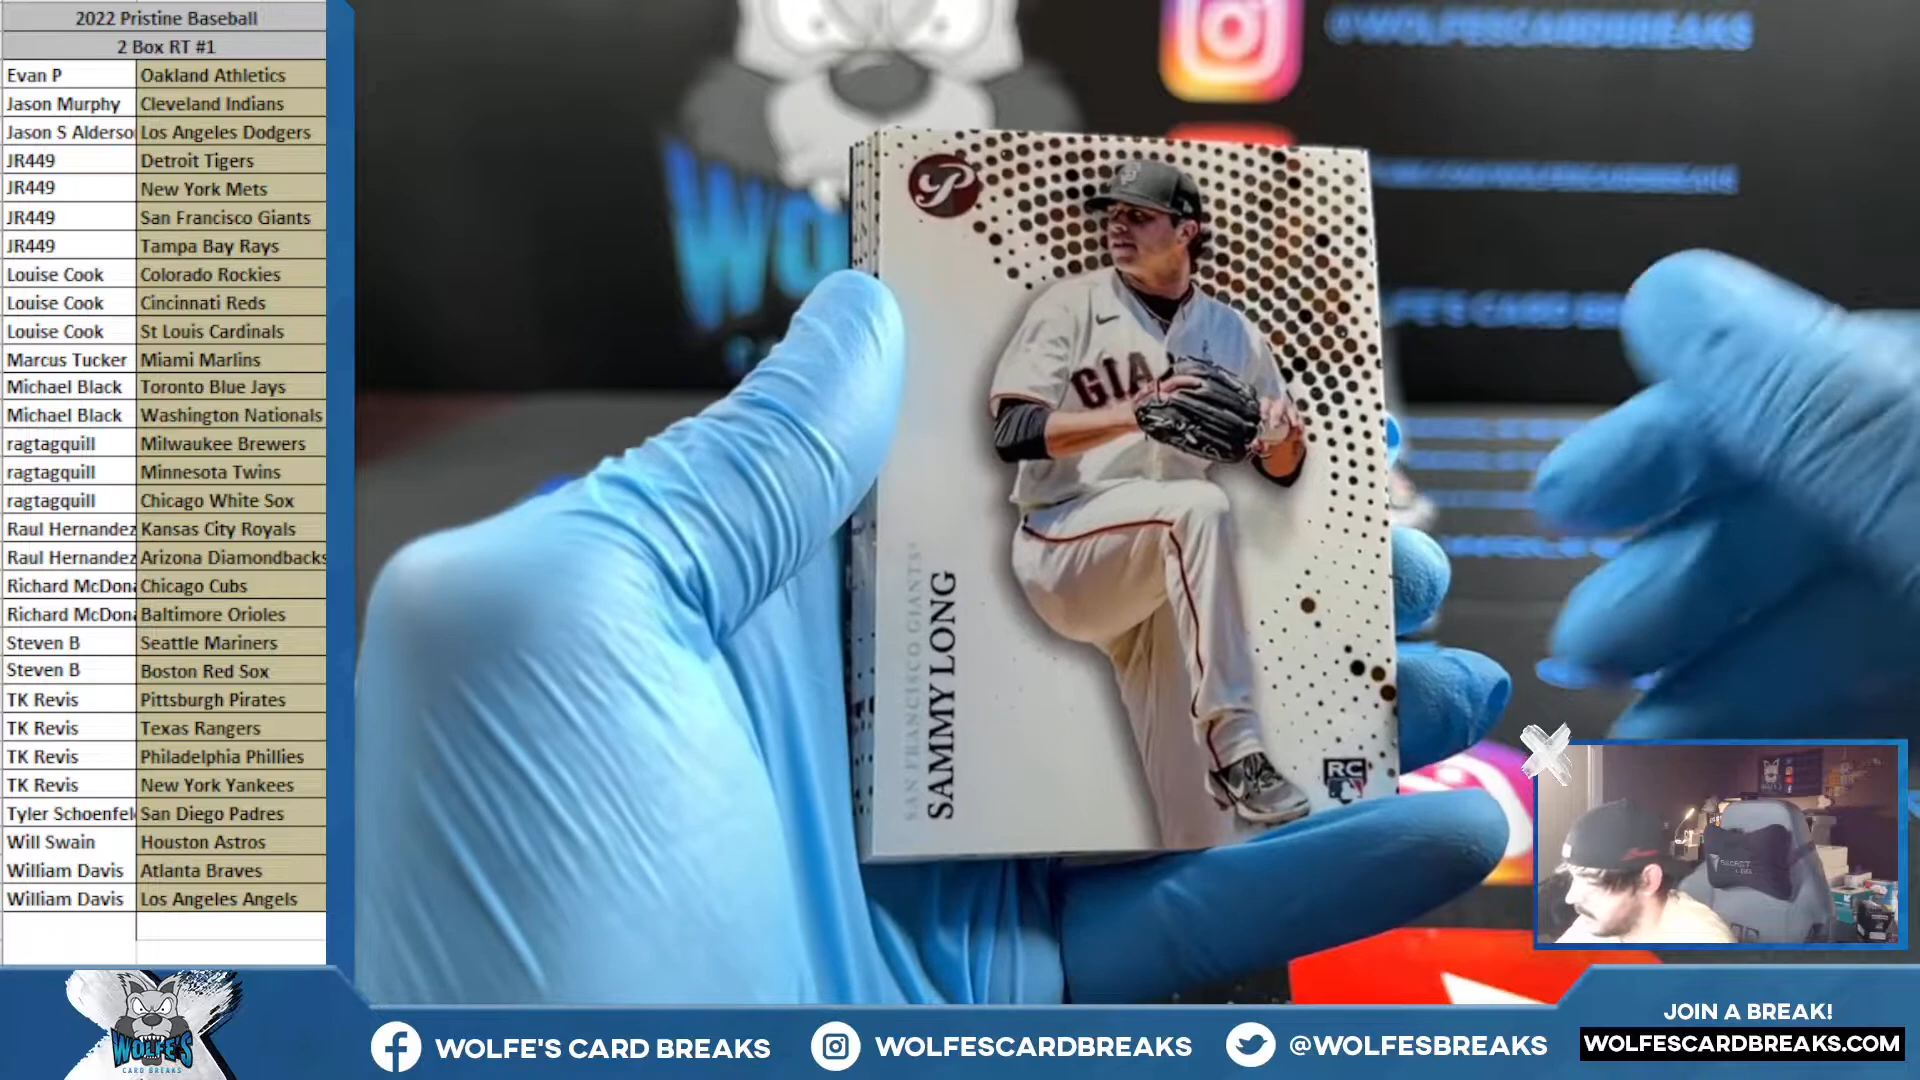 2022 Pristine Baseball
2 Box RT #1
Evan P Oakland Athletics
Jason Murphy Cleveland Indians
Jason S Alderso Los Angeles Dodgers
JR449 Detroit Tigers
JR449 New York Mets
JR449 San Francisco Giants
JR449 Tampa Bay Rays
Louise Cook Colorado Rockies
Louise Cook Cincinnati Reds
Louise Cook St Louis Cardinals
Marcus Tucker Miami Marlins
Michael Black Toronto Blue Jays
Michael Black Washington Nationals
ragtagquill Milwaukee Brewers
ragtagquill Minnesota Twins
ragtagquill Chicago White Sox
Raul Hernandez Kansas City Royals
Raul Hernandez Arizona Diamondbacks
Richard McDona Chicago Cubs
Richard McDona Baltimore Orioles
Steven B Seattle Mariners
Steven B Boston Red Sox
TK Revis Pittsburgh Pirates
TK Revis Texas Rangers
TK Revis Philadelphia Phillies
TK Revis New York Yankees
Tyler Schoenfel San Diego Padres
Will Swain Houston Astros
William Davis Atlanta Braves
William Davis Los Angeles Angels
@WOLFESCARDBREAKS
P
GIA
SAN FRANCISCO GIANTS
SAMMY LONG
RC
WOLFE'S
CARD BREAKS
WOLFE'S CARD BREAKS
WOLFESCARDBREAKS
@WOLFESBREAKS
JOIN A BREAK!
WOLFESCARDBREAKS.COM